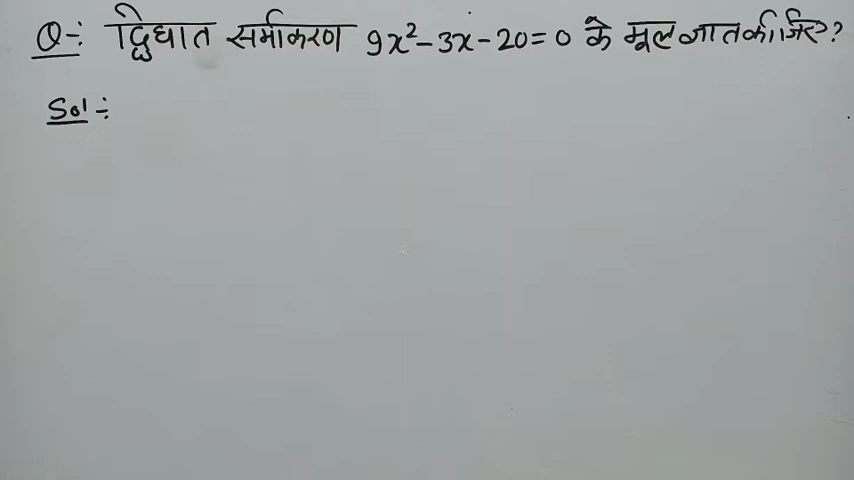 Q÷ द्विघात समीकरण 9x²-3x-20=0 के मूल ज्ञात कीजिए?
Sol÷